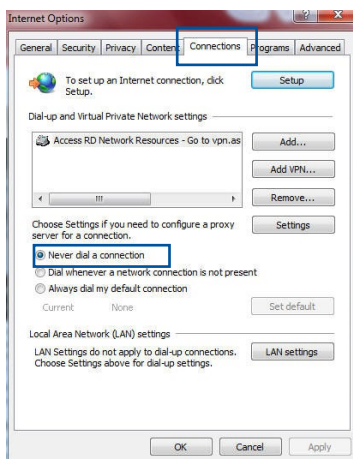 Internet Options
General Security Privacy Content Connections Programs Advanced
To set up an Internet connection, click
Setup.
Setup
Dial-up and Virtual Private Network settings
Access RD Network Resources - Go to vpn.as
Add...
Add VPN...
Remove...
Choose Settings if you need to configure a proxy
server for a connection.
Settings
Never dial a connection
Dial whenever a network connection is not present
Always dial my default connection
Current None
Set default
Local Area Network (LAN) settings
LAN Settings do not apply to dial-up connections.
Choose Settings above for dial-up settings.
LAN settings
OK Cancel Apply